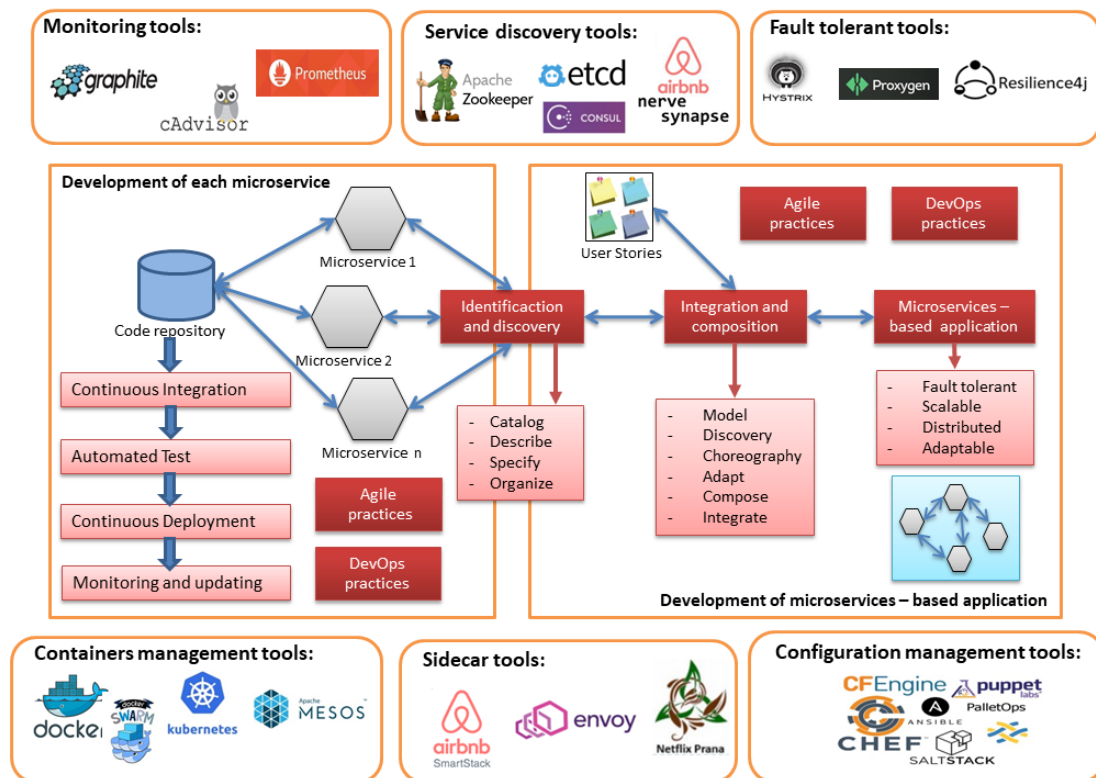 Monitoring tools:
graphite
Prometheus
cAdvisor
Service discovery tools:
Apache
Zookeeper
etcd
CONSUL
airbnb
nerve
synapse
Fault tolerant tools:
HYSTRIX
Proxygen
Resilience4j
Development of each microservice
Code repository
Microservice 1
Microservice 2
Microservice n
Continuous Integration
Automated Test
Continuous Deployment
Monitoring and updating
Agile
practices
DevOps
practices
Identificaction
and discovery
- Catalog
- Describe
- Specify
- Organize
User Stories
Agile
practices
DevOps
practices
Integration and
composition
- Model
- Discovery
- Choreography
- Adapt
- Compose
- Integrate
Microservices –
based application
- Fault tolerant
- Scalable
- Distributed
- Adaptable
Development of microservices – based application
Containers management tools:
docker
docker
SWARM
kubernetes
Apache
MESOS™
Sidecar tools:
airbnb
SmartStack
envoy
Netflix Prana
Configuration management tools:
CFEngine
puppet
labs
PalletOps
ANSIBLE
CHEF™
SALTSTACK